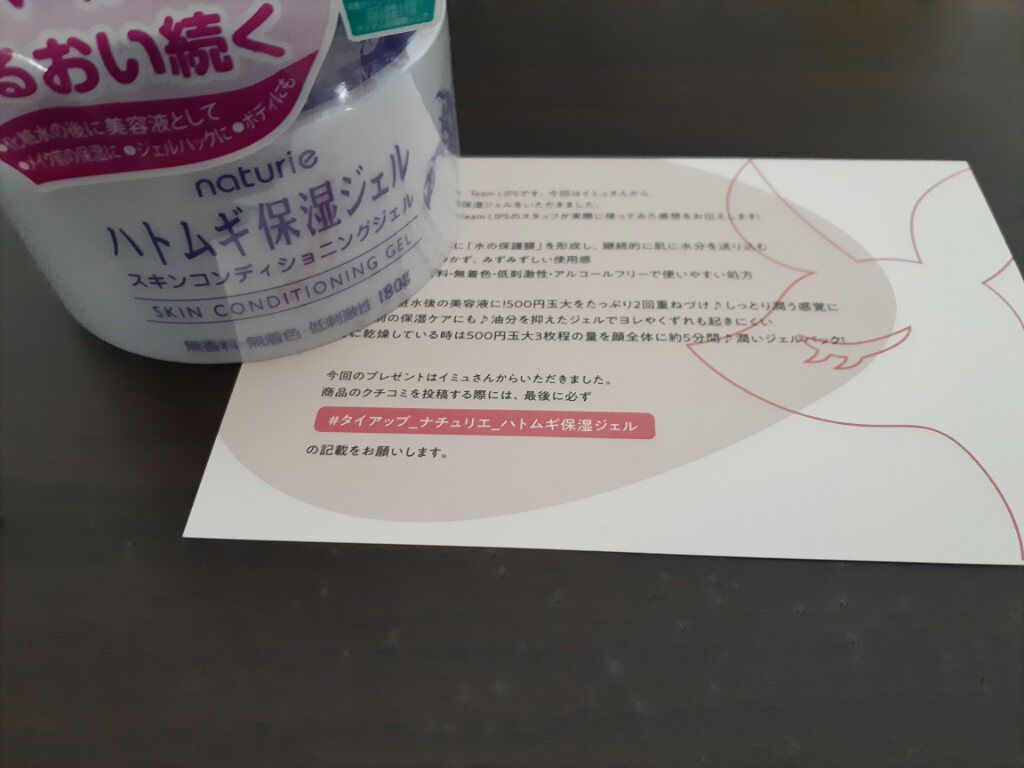 るおい続く
化粧水の後に美容液として
●メイク前の保湿に ●ジェルパックに ●ボディにも
naturie
ハトムギ保湿ジェル
スキンコンディショニングジェル
SKIN CONDITIONING GEL
無香料・無着色・低刺激性 180g
Team LIPSです。今回はイミュさんから、
保湿ジェルをいただきました。
Team LIPSのスタッフが実際に使ってみた感想をお伝えします!
に「水の保護膜」を形成し、継続的に肌に水分を送り込む
つかず、みずみずしい使用感
料・無着色・低刺激性・アルコールフリーで使いやすい処方
粧水後の美容液に!500円玉大をたっぷり2回重ねづけ♪しっとり潤う感覚に
前の保湿ケアにも♪油分を抑えたジェルでヨレやくずれも起きにくい
に乾燥している時は500円玉大3枚程の量を顔全体に約5分間♪潤いジェルパック!
今回のプレゼントはイミュさんからいただきました。
商品のクチコミを投稿する際には、最後に必ず
#タイアップ_ナチュリエ_ハトムギ保湿ジェル
の記載をお願いします。